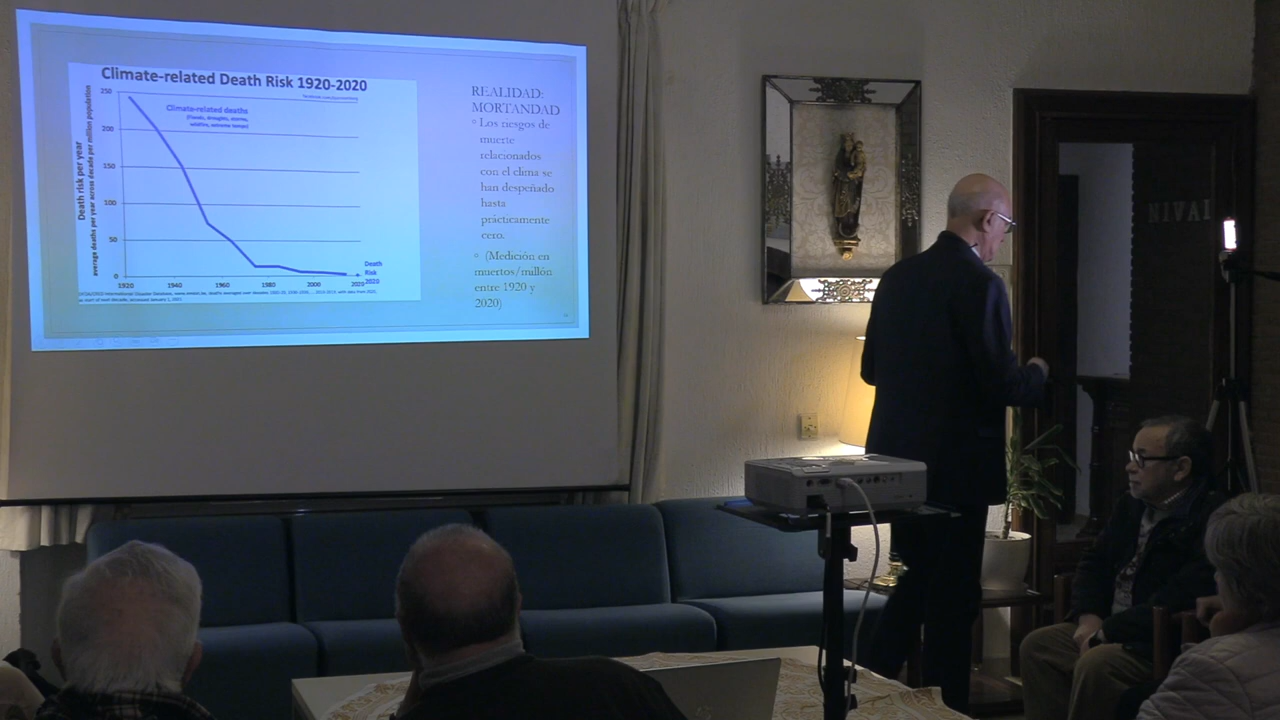 Climate-related Death Risk 1920-2020
Climate-related deaths
(Floods, droughts, storms,
wildfires, extreme temps)
Death risk per year
average deaths per year across decade per million population
250
200
150
100
50
0
1920
1940
1960
1980
2000
2020
Death
Risk
2020
REALIDAD:
MORTANDAD
Los riesgos de
muerte
relacionados
con el clima se
han despeñado
hasta
prácticamente
cero.
(Medición en
muertos/millón
entre 1920 y
2020)
NIVAI